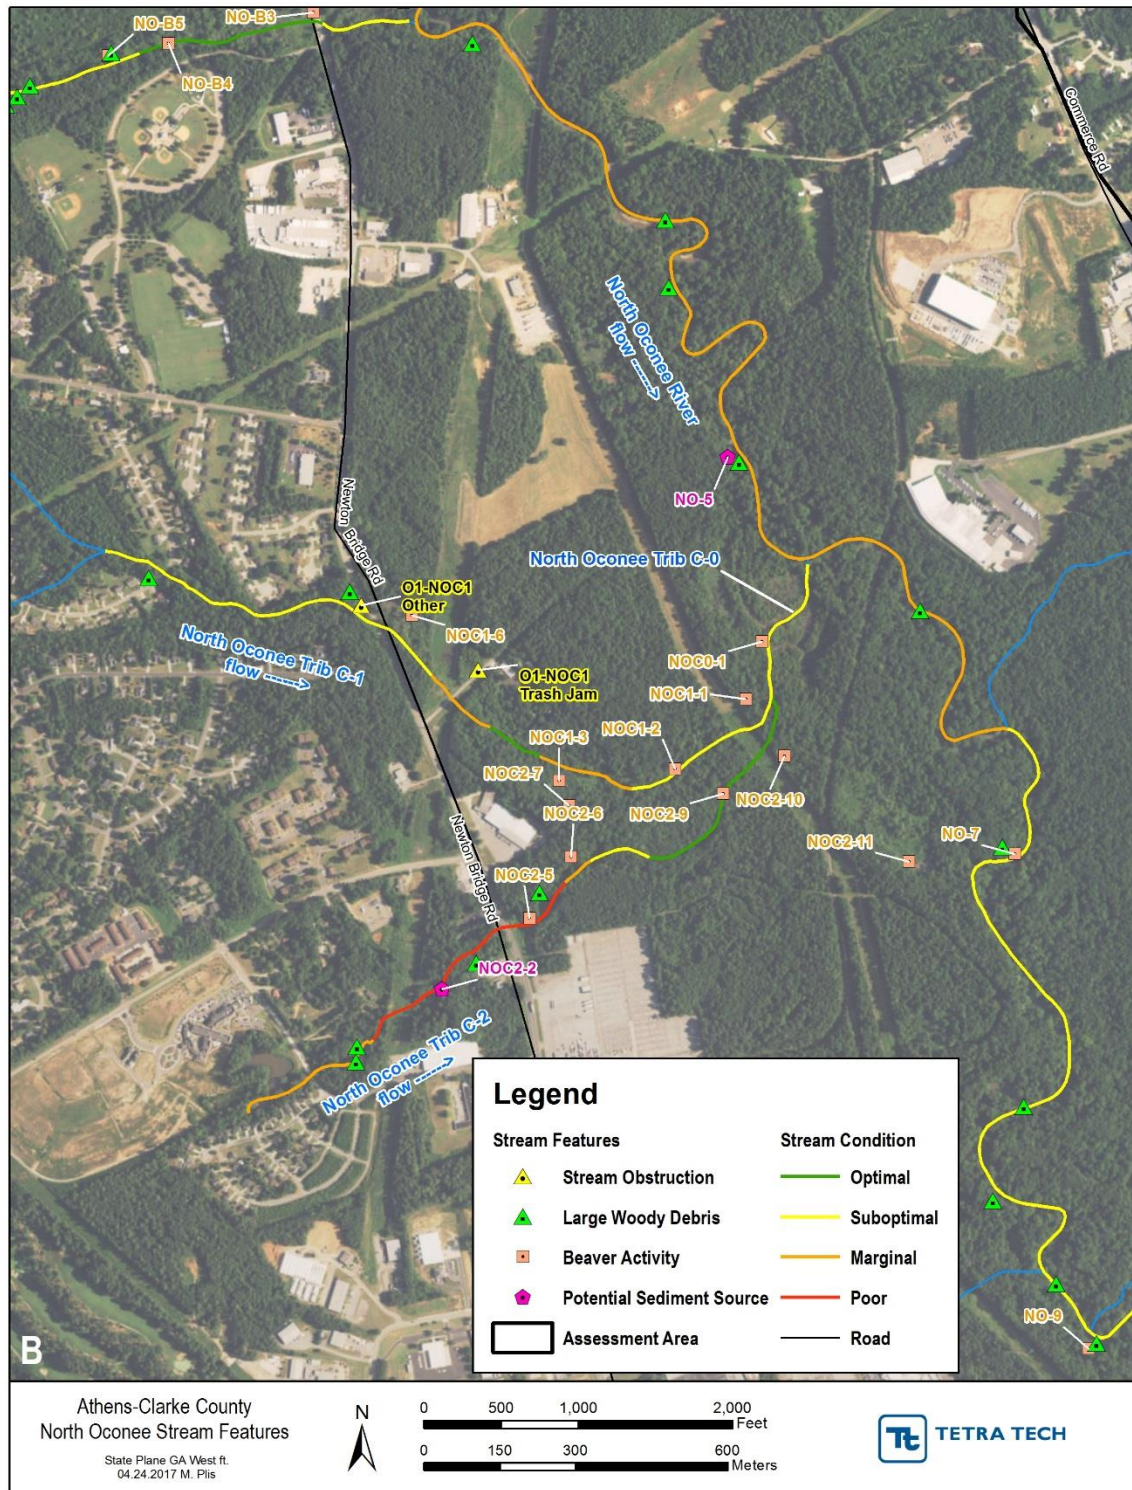 NO-B5
NO-B3
NO-B4
Commerce Rd
North Oconee River
flow ----->
NO-5
Newton Bridge Rd
North Oconee Trib C-0
O1-NOC1
Other
NOC1-6
North Oconee Trib C-1
flow ----->
NOC0-1
O1-NOC1
Trash Jam
NOC1-1
NOC1-2
NOC1-3
NOC2-7
NOC2-6
NOC2-9
NOC2-10
NOC2-11
NO-7
Newton Bridge Rd
NOC2-5
NOC2-2
North Oconee Trib C-2
flow ----->
Legend
Stream Features
Stream Condition
Stream Obstruction
Optimal
Large Woody Debris
Suboptimal
Beaver Activity
Marginal
Potential Sediment Source
Poor
Assessment Area
Road
NO-9
B
Athens-Clarke County
North Oconee Stream Features
State Plane GA West ft.
04.24.2017 M. Plis
N
0 500 1,000 2,000
Feet
0 150 300 600
Meters
Tt TETRA TECH